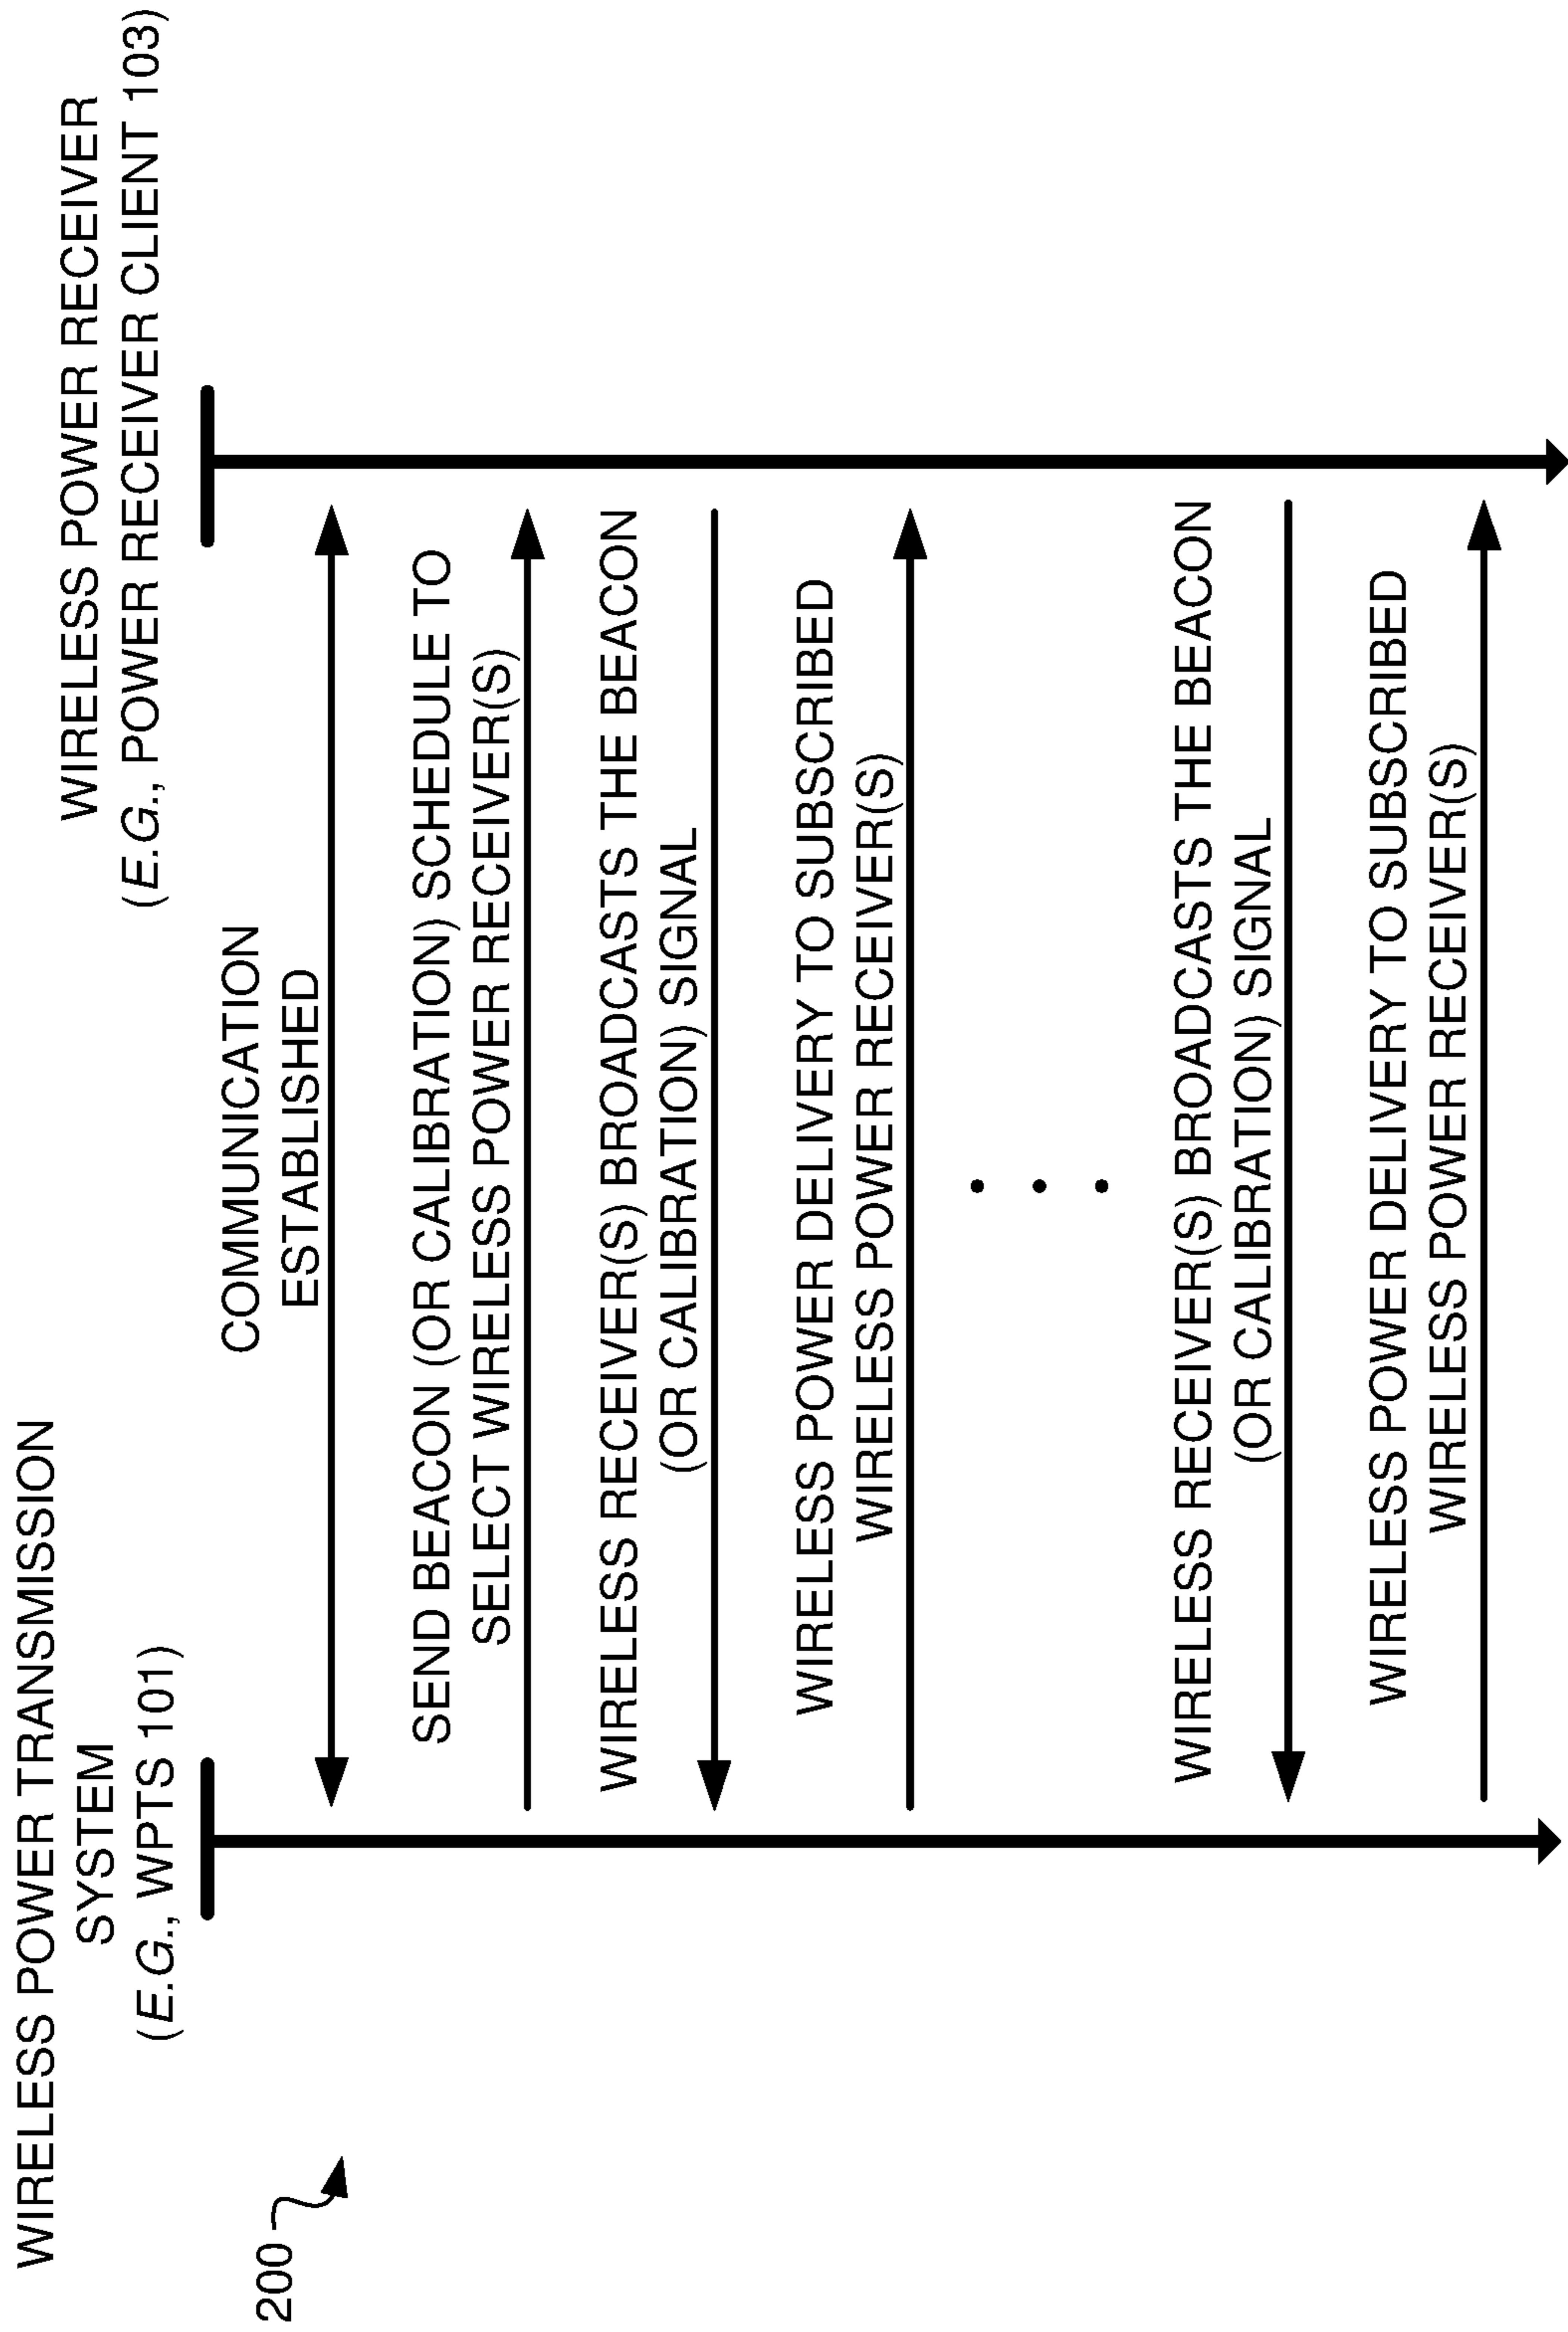 WIRELESS POWER TRANSMISSION
SYSTEM
(E.G., WPTS 101)
WIRELESS POWER RECEIVER
(E.G., POWER RECEIVER CLIENT 103)
200
COMMUNICATION
ESTABLISHED
SEND BEACON (OR CALIBRATION) SCHEDULE TO
SELECT WIRELESS POWER RECEIVER(S)
WIRELESS RECEIVER(S) BROADCASTS THE BEACON
(OR CALIBRATION) SIGNAL
WIRELESS POWER DELIVERY TO SUBSCRIBED
WIRELESS POWER RECEIVER(S)
WIRELESS RECEIVER(S) BROADCASTS THE BEACON
(OR CALIBRATION) SIGNAL
WIRELESS POWER DELIVERY TO SUBSCRIBED
WIRELESS POWER RECEIVER(S)